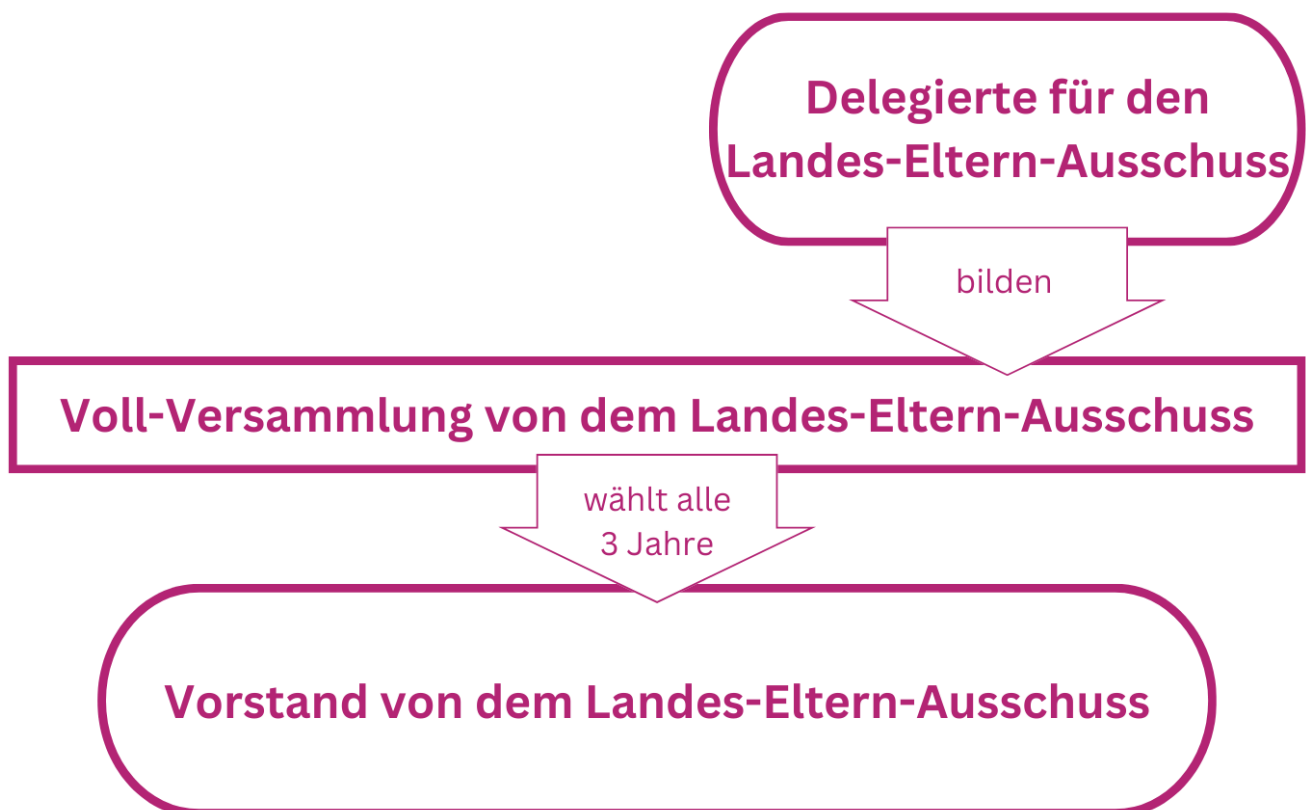 Delegierte für den
Landes-Eltern-Ausschuss
bilden
Voll-Versammlung von dem Landes-Eltern-Ausschuss
wählt alle
3 Jahre
Vorstand von dem Landes-Eltern-Ausschuss